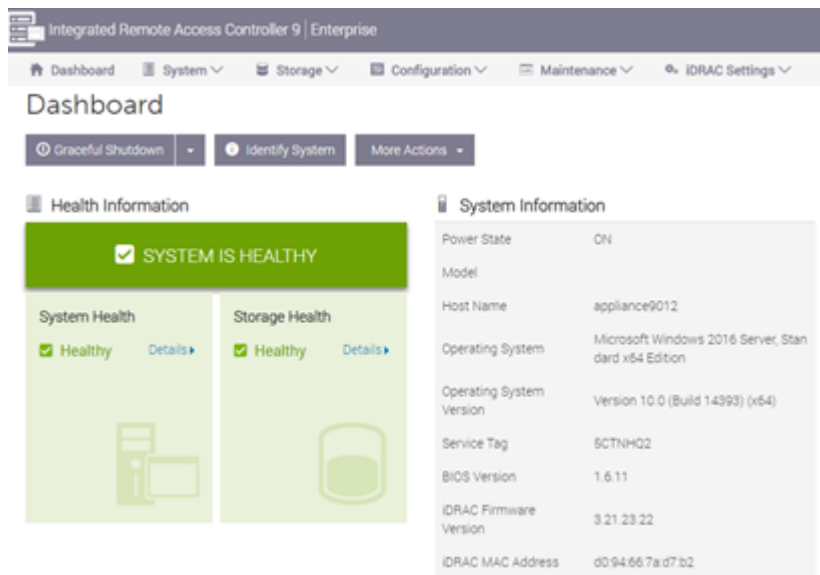 Integrated Remote Access Controller 9 | Enterprise
Dashboard System Storage Configuration Maintenance iDRAC Settings
Dashboard
Graceful Shutdown Identify System More Actions
Health Information
SYSTEM IS HEALTHY
System Health
Healthy Details
Storage Health
Healthy Details
System Information
Power State ON
Model
Host Name appliance9012
Operating System Microsoft Windows 2016 Server, Stan
dard x64 Edition
Operating System
Version Version 10.0 (Build 14393) (x64)
Service Tag 5CTNHQ2
BIOS Version 1.6.11
iDRAC Firmware
Version 3.21.23.22
iDRAC MAC Address d0:94:66:7a:d7:b2